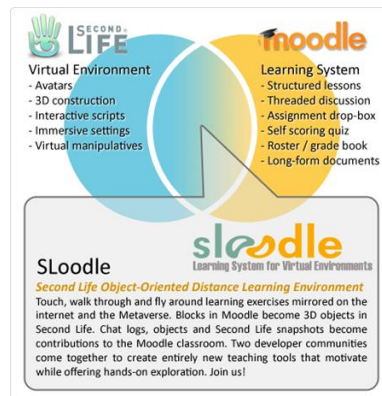 SECOND LIFE
moodle
Virtual Environment
- Avatars
- 3D construction
- Interactive scripts
- Immersive settings
- Virtual manipulatives
Learning System
- Structured lessons
- Threaded discussion
- Assignment drop-box
- Self scoring quiz
- Roster / grade book
- Long-form documents
sloodle
Learning System for Virtual Environments
SLoodle
Second Life Object-Oriented Distance Learning Environment
Touch, walk through and fly around learning exercises mirrored on
the internet and the Metaverse. Blocks in Moodle become 3D objects in
Second Life. Chat logs, objects and Second Life snapshots become
contributions to the Moodle classroom. Two developer communities
come together to create entirely new teaching tools that motivate
while offering hands-on exploration. Join us!